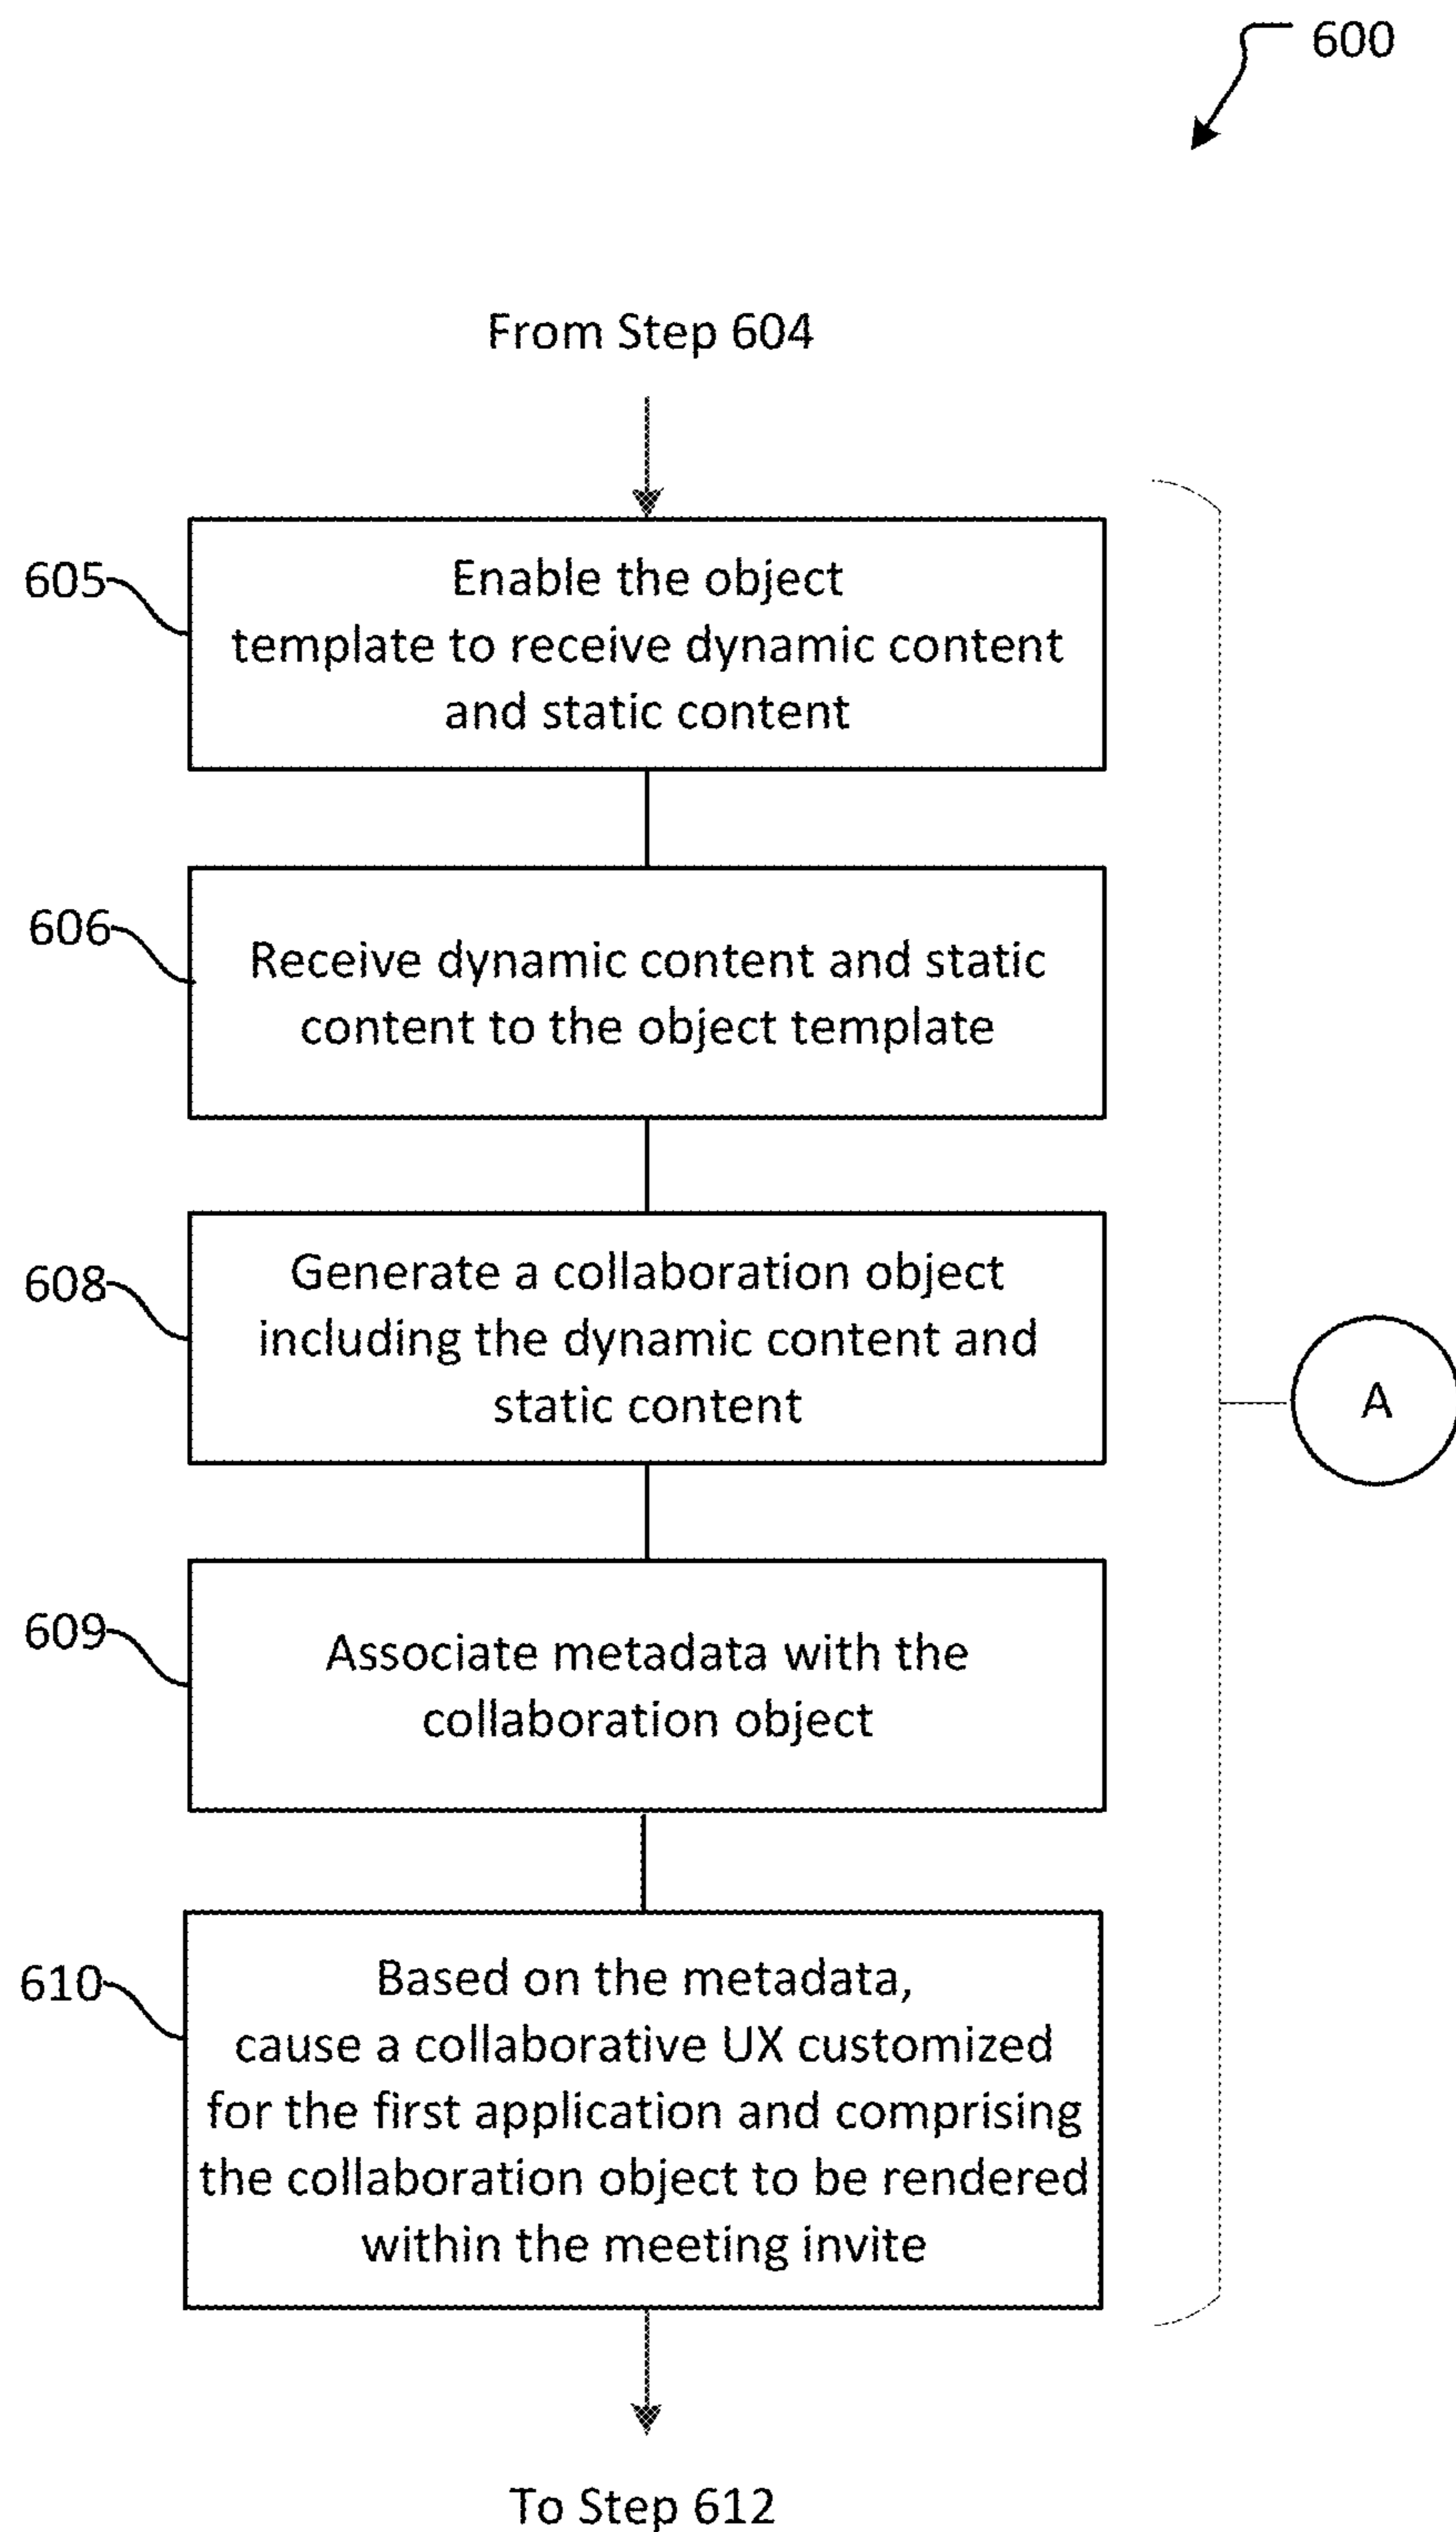 600
From Step 604
605
Enable the object
template to receive dynamic content
and static content
606
Receive dynamic content and static
content to the object template
608
Generate a collaboration object
including the dynamic content and
static content
A
609
Associate metadata with the
collaboration object
610
Based on the metadata,
cause a collaborative UX customized
for the first application and comprising
the collaboration object to be rendered
within the meeting invite
To Step 612